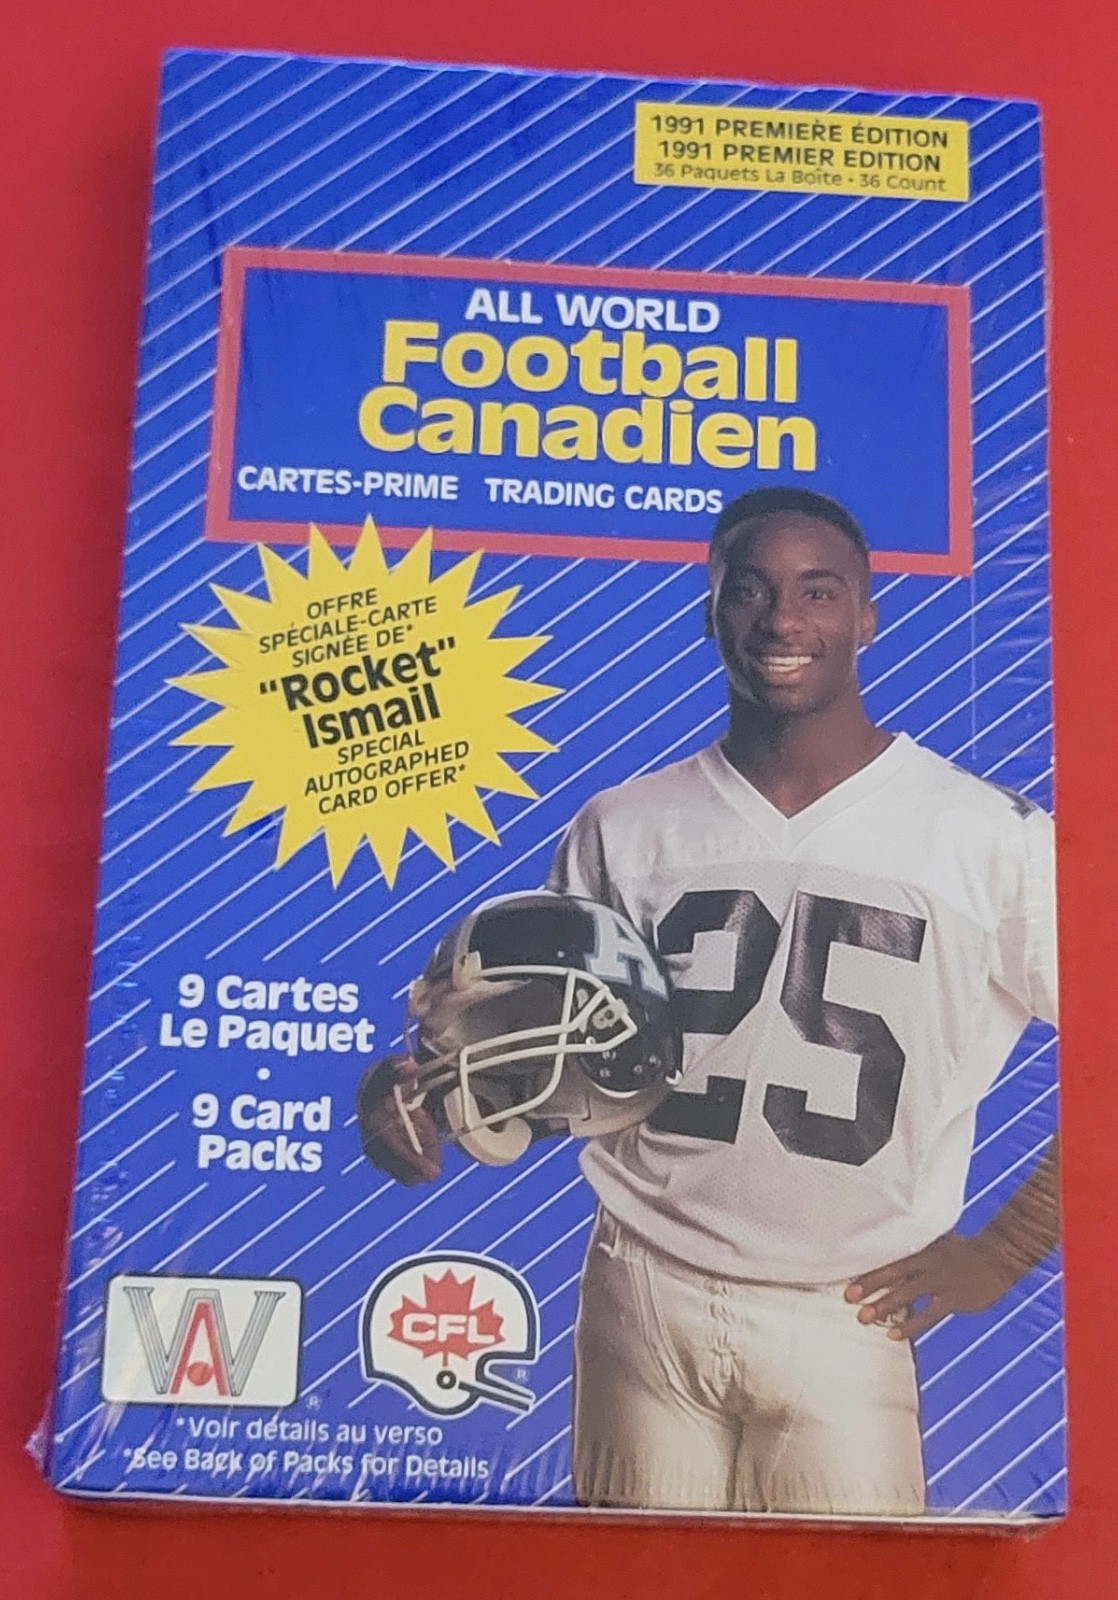 1991 PREMIERE ÉDITION
1991 PREMIER EDITION
36 Paquets La Boîte • 36 Count
ALL WORLD
Football
Canadien
CARTES-PRIME TRADING CARDS
OFFRE
SPÉCIALE-CARTE
SIGNÉE DE*
"Rocket"
Ismail
SPECIAL
AUTOGRAPHED
CARD OFFER*
25
A
9 Cartes
Le Paquet
•
9 Card
Packs
WA
®
CFL
®
*Voir détails au verso
*See Back of Packs for Details